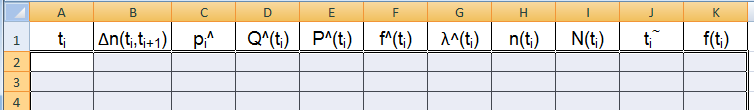 A B C D E F G H I J K
1 tᵢ Δn(tᵢ,tᵢ₊₁) pᵢ^ Q^(tᵢ) P^(tᵢ) f^(tᵢ) λ^(tᵢ) n(tᵢ) N(tᵢ) tᵢ~ f(tᵢ)
2
3
4